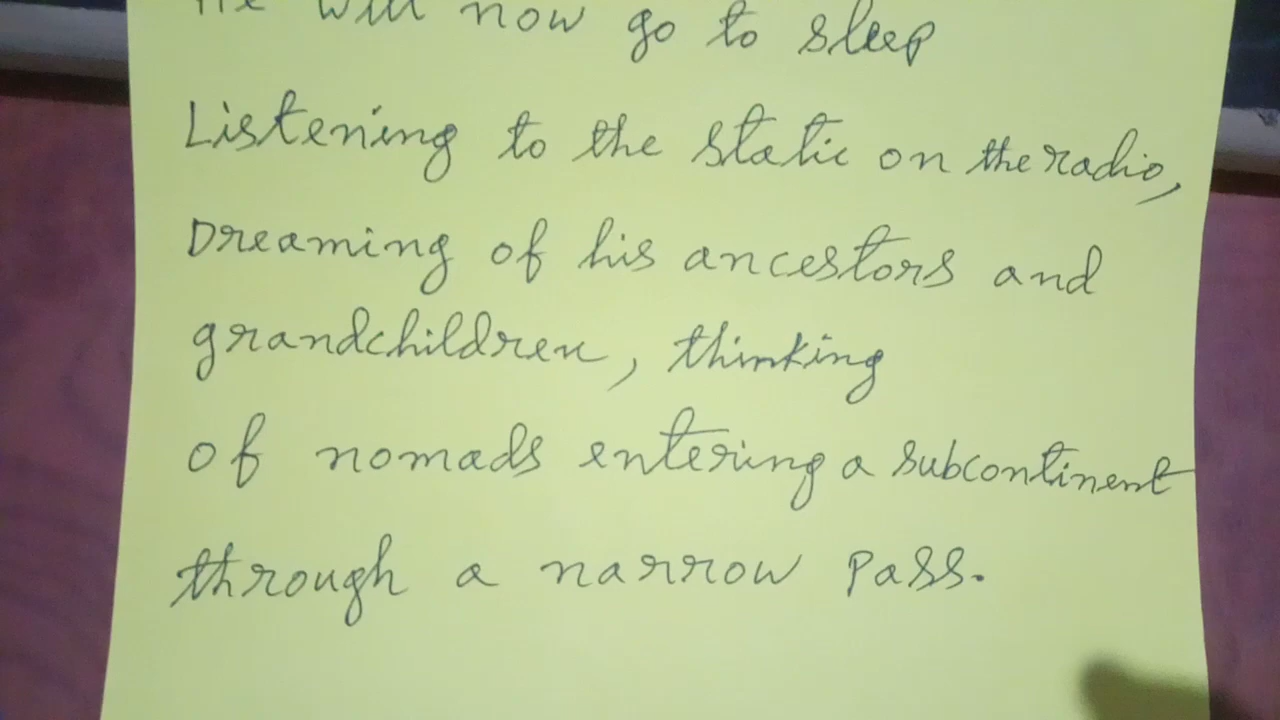 He will now go to sleep
Listening to the static on the radio,
Dreaming of his ancestors and
grandchildren, thinking
of nomads entering a subcontinent
through a narrow pass.